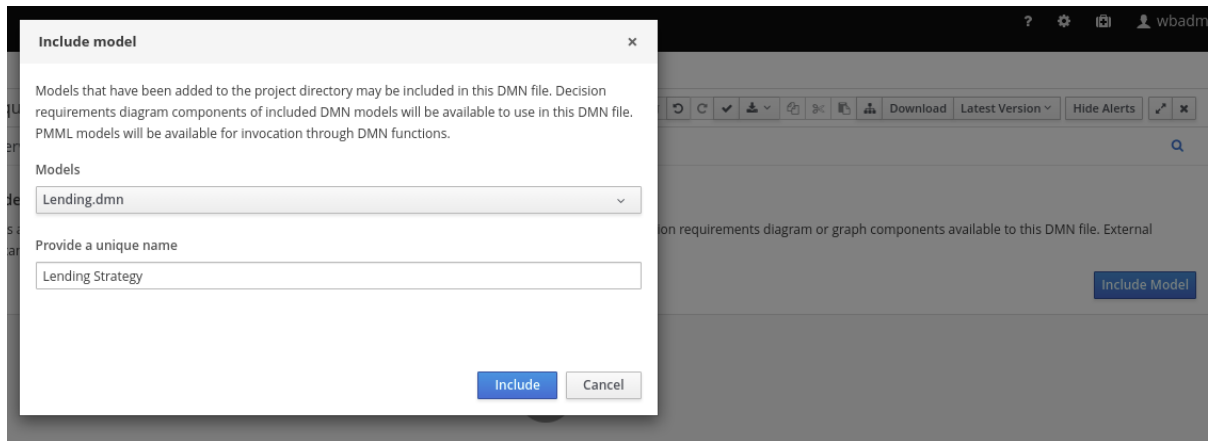 ? wbadm
Include model ×
Models that have been added to the project directory may be included in this DMN file. Decision
requirements diagram components of included DMN models will be available to use in this DMN file.
PMML models will be available for invocation through DMN functions.
Download Latest Version Hide Alerts
Models
Lending.dmn
ion requirements diagram or graph components available to this DMN file. External
Provide a unique name
Lending Strategy
Include Model
Include Cancel